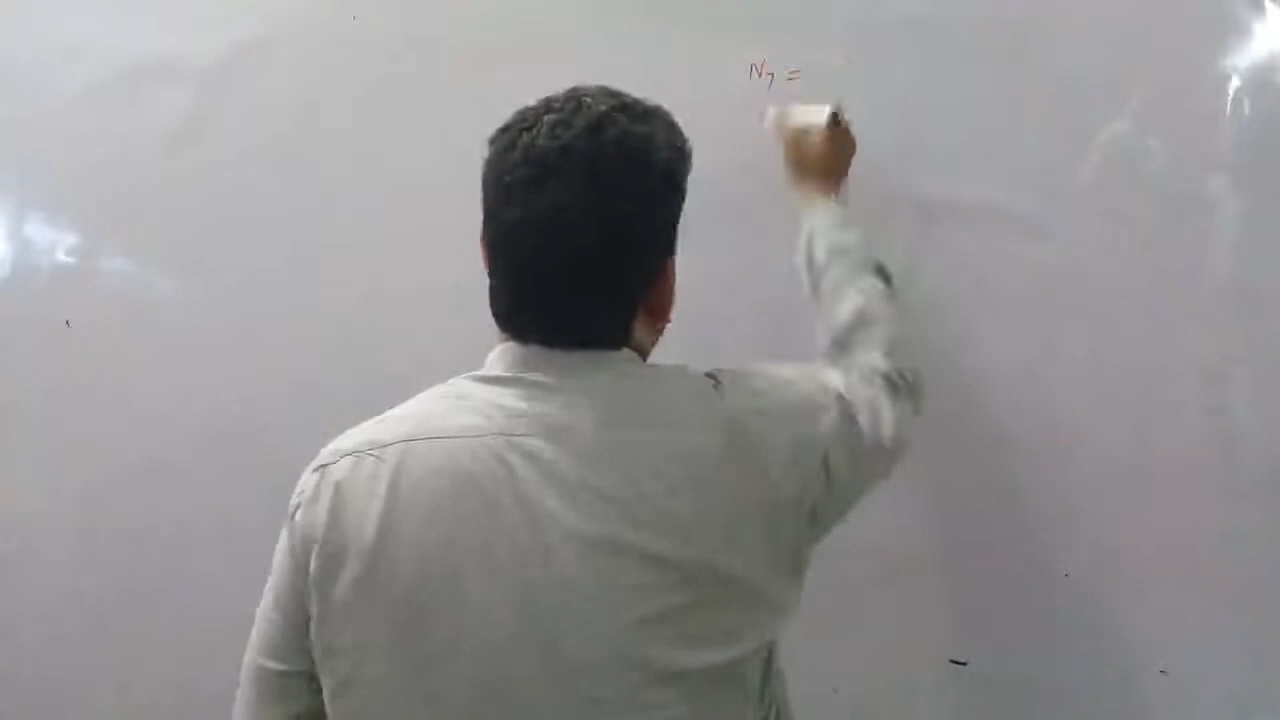 N7 =